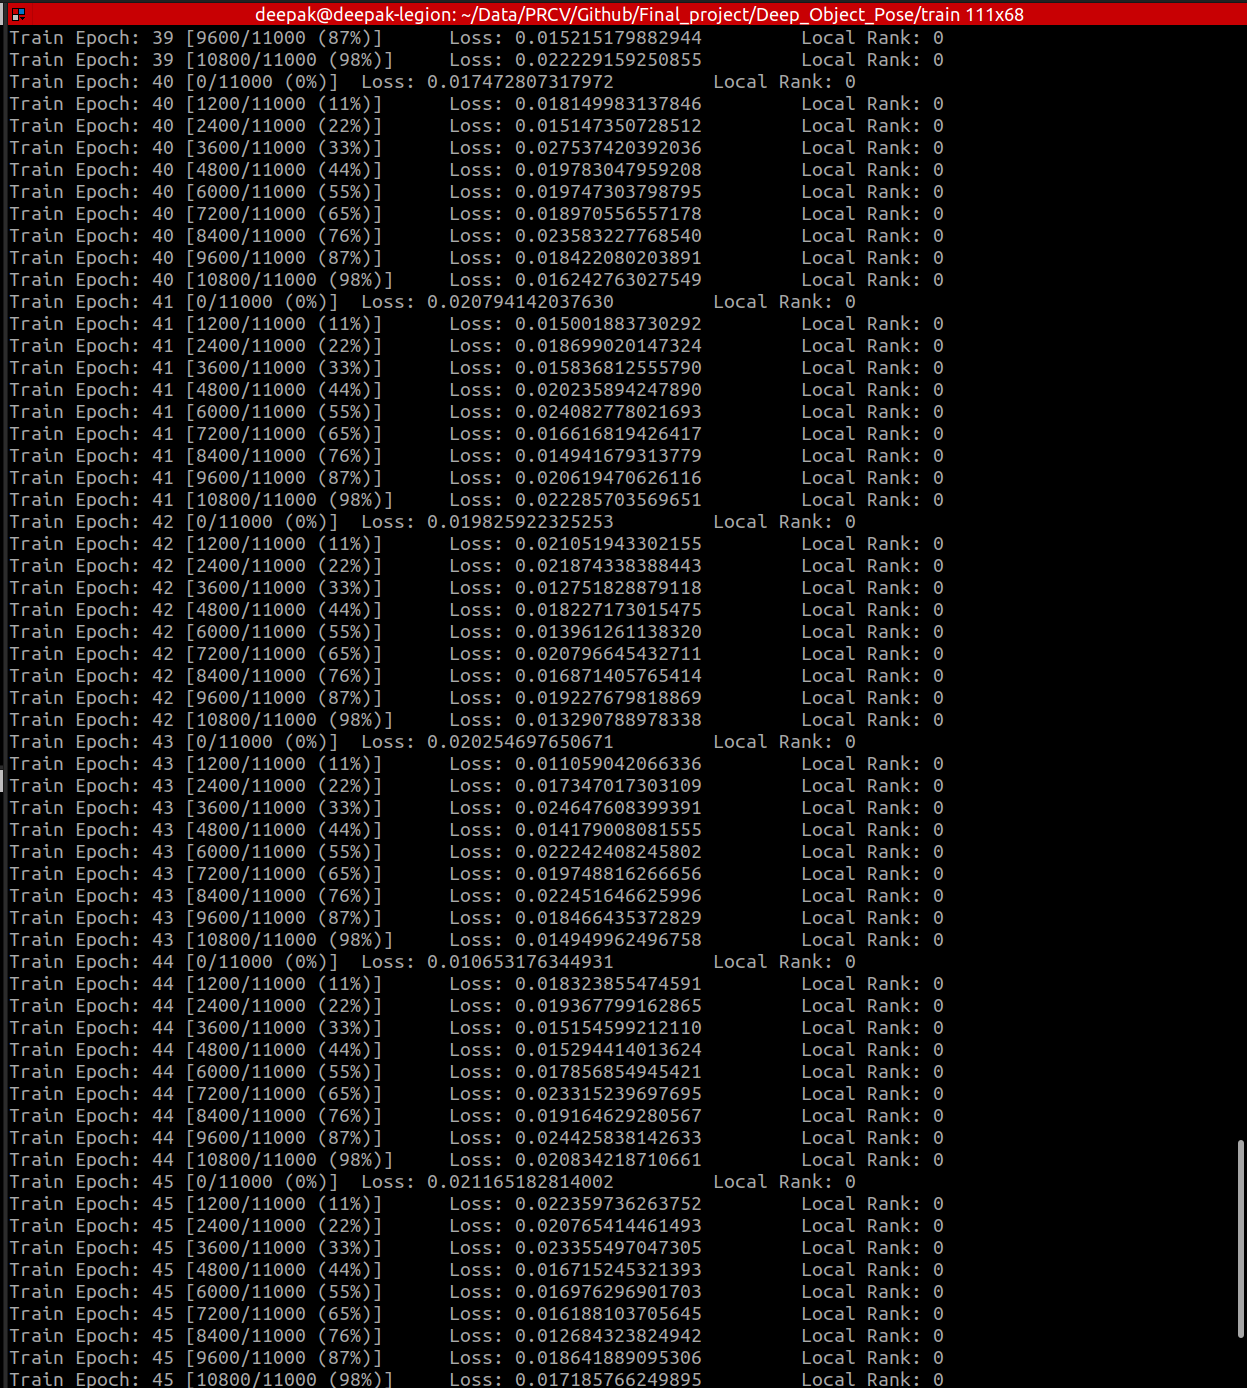 deepak@deepak-legion: ~/Data/PRCV/Github/Final_project/Deep_Object_Pose/train 111x68
Train Epoch: 39 [9600/11000 (87%)] Loss: 0.015215179882944 Local Rank: 0
Train Epoch: 39 [10800/11000 (98%)] Loss: 0.022229159250855 Local Rank: 0
Train Epoch: 40 [0/11000 (0%)] Loss: 0.017472807317972 Local Rank: 0
Train Epoch: 40 [1200/11000 (11%)] Loss: 0.018149983137846 Local Rank: 0
Train Epoch: 40 [2400/11000 (22%)] Loss: 0.015147350728512 Local Rank: 0
Train Epoch: 40 [3600/11000 (33%)] Loss: 0.027537420392036 Local Rank: 0
Train Epoch: 40 [4800/11000 (44%)] Loss: 0.019783047959208 Local Rank: 0
Train Epoch: 40 [6000/11000 (55%)] Loss: 0.019747303798795 Local Rank: 0
Train Epoch: 40 [7200/11000 (65%)] Loss: 0.018970556557178 Local Rank: 0
Train Epoch: 40 [8400/11000 (76%)] Loss: 0.023583227768540 Local Rank: 0
Train Epoch: 40 [9600/11000 (87%)] Loss: 0.018422080203891 Local Rank: 0
Train Epoch: 40 [10800/11000 (98%)] Loss: 0.016242763027549 Local Rank: 0
Train Epoch: 41 [0/11000 (0%)] Loss: 0.020794142037630 Local Rank: 0
Train Epoch: 41 [1200/11000 (11%)] Loss: 0.015001883730292 Local Rank: 0
Train Epoch: 41 [2400/11000 (22%)] Loss: 0.018699020147324 Local Rank: 0
Train Epoch: 41 [3600/11000 (33%)] Loss: 0.015836812555790 Local Rank: 0
Train Epoch: 41 [4800/11000 (44%)] Loss: 0.020235894247890 Local Rank: 0
Train Epoch: 41 [6000/11000 (55%)] Loss: 0.024082778021693 Local Rank: 0
Train Epoch: 41 [7200/11000 (65%)] Loss: 0.016616819426417 Local Rank: 0
Train Epoch: 41 [8400/11000 (76%)] Loss: 0.014941679313779 Local Rank: 0
Train Epoch: 41 [9600/11000 (87%)] Loss: 0.020619470626116 Local Rank: 0
Train Epoch: 41 [10800/11000 (98%)] Loss: 0.022285703569651 Local Rank: 0
Train Epoch: 42 [0/11000 (0%)] Loss: 0.019825922325253 Local Rank: 0
Train Epoch: 42 [1200/11000 (11%)] Loss: 0.021051943302155 Local Rank: 0
Train Epoch: 42 [2400/11000 (22%)] Loss: 0.021874338388443 Local Rank: 0
Train Epoch: 42 [3600/11000 (33%)] Loss: 0.012751828879118 Local Rank: 0
Train Epoch: 42 [4800/11000 (44%)] Loss: 0.018227173015475 Local Rank: 0
Train Epoch: 42 [6000/11000 (55%)] Loss: 0.013961261138320 Local Rank: 0
Train Epoch: 42 [7200/11000 (65%)] Loss: 0.020796645432711 Local Rank: 0
Train Epoch: 42 [8400/11000 (76%)] Loss: 0.016871405765414 Local Rank: 0
Train Epoch: 42 [9600/11000 (87%)] Loss: 0.019227679818869 Local Rank: 0
Train Epoch: 42 [10800/11000 (98%)] Loss: 0.013290788978338 Local Rank: 0
Train Epoch: 43 [0/11000 (0%)] Loss: 0.020254697650671 Local Rank: 0
Train Epoch: 43 [1200/11000 (11%)] Loss: 0.011059042066336 Local Rank: 0
Train Epoch: 43 [2400/11000 (22%)] Loss: 0.017347017303109 Local Rank: 0
Train Epoch: 43 [3600/11000 (33%)] Loss: 0.024647608399391 Local Rank: 0
Train Epoch: 43 [4800/11000 (44%)] Loss: 0.014179008081555 Local Rank: 0
Train Epoch: 43 [6000/11000 (55%)] Loss: 0.022242408245802 Local Rank: 0
Train Epoch: 43 [7200/11000 (65%)] Loss: 0.019748816266656 Local Rank: 0
Train Epoch: 43 [8400/11000 (76%)] Loss: 0.022451646625996 Local Rank: 0
Train Epoch: 43 [9600/11000 (87%)] Loss: 0.018466435372829 Local Rank: 0
Train Epoch: 43 [10800/11000 (98%)] Loss: 0.014949962496758 Local Rank: 0
Train Epoch: 44 [0/11000 (0%)] Loss: 0.010653176344931 Local Rank: 0
Train Epoch: 44 [1200/11000 (11%)] Loss: 0.018323855474591 Local Rank: 0
Train Epoch: 44 [2400/11000 (22%)] Loss: 0.019367799162865 Local Rank: 0
Train Epoch: 44 [3600/11000 (33%)] Loss: 0.015154599212110 Local Rank: 0
Train Epoch: 44 [4800/11000 (44%)] Loss: 0.015294414013624 Local Rank: 0
Train Epoch: 44 [6000/11000 (55%)] Loss: 0.017856854945421 Local Rank: 0
Train Epoch: 44 [7200/11000 (65%)] Loss: 0.023315239697695 Local Rank: 0
Train Epoch: 44 [8400/11000 (76%)] Loss: 0.019164629280567 Local Rank: 0
Train Epoch: 44 [9600/11000 (87%)] Loss: 0.024425838142633 Local Rank: 0
Train Epoch: 44 [10800/11000 (98%)] Loss: 0.020834218710661 Local Rank: 0
Train Epoch: 45 [0/11000 (0%)] Loss: 0.021165182814002 Local Rank: 0
Train Epoch: 45 [1200/11000 (11%)] Loss: 0.022359736263752 Local Rank: 0
Train Epoch: 45 [2400/11000 (22%)] Loss: 0.020765414461493 Local Rank: 0
Train Epoch: 45 [3600/11000 (33%)] Loss: 0.023355497047305 Local Rank: 0
Train Epoch: 45 [4800/11000 (44%)] Loss: 0.016715245321393 Local Rank: 0
Train Epoch: 45 [6000/11000 (55%)] Loss: 0.016976296901703 Local Rank: 0
Train Epoch: 45 [7200/11000 (65%)] Loss: 0.016188103705645 Local Rank: 0
Train Epoch: 45 [8400/11000 (76%)] Loss: 0.012684323824942 Local Rank: 0
Train Epoch: 45 [9600/11000 (87%)] Loss: 0.018641889095306 Local Rank: 0
Train Epoch: 45 [10800/11000 (98%)] Loss: 0.017185766249895 Local Rank: 0